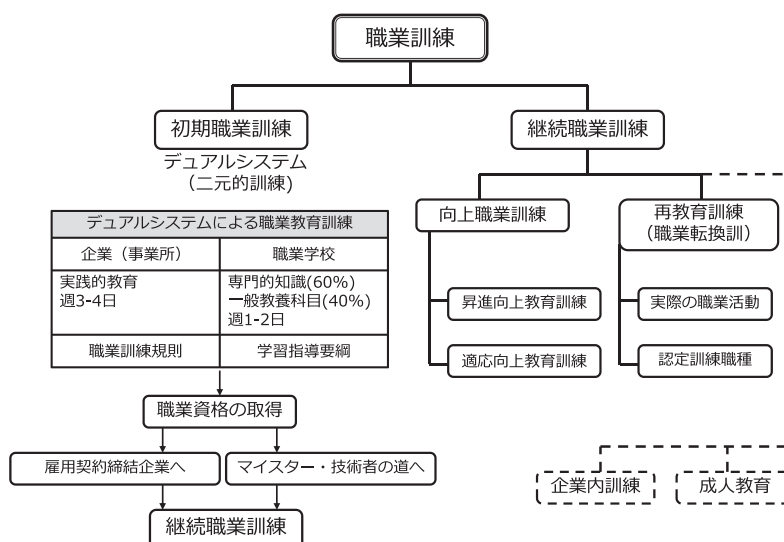 職業訓練
初期職業訓練
継続職業訓練
デュアルシステム
（二元的訓練)
向上職業訓練
再教育訓練
（職業転換訓）
デュアルシステムによる職業教育訓練
企業（事業所）
職業学校
実践的教育
週3-4日
専門的知識(60%)
一般教養科目(40%)
週1-2日
職業訓練規則
学習指導要綱
昇進向上教育訓練
実際の職業活動
適応向上教育訓練
認定訓練職種
職業資格の取得
雇用契約締結企業へ
マイスター・技術者の道へ
企業内訓練
成人教育
継続職業訓練